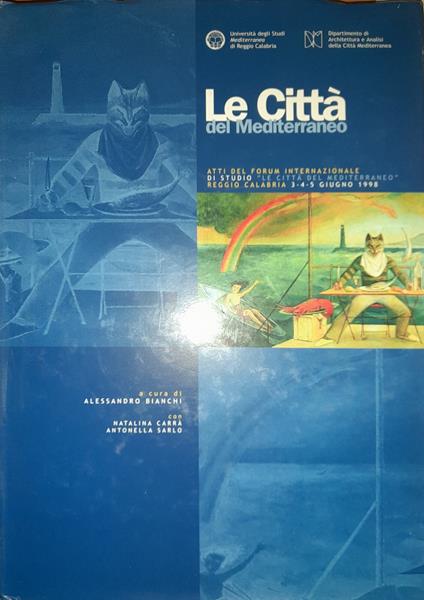 Università degli Studi
Mediterranea
di Reggio Calabria
Dipartimento di
Architettura e Analisi
della Città Mediterranea
Le Città
del Mediterraneo
ATTI DEL FORUM INTERNAZIONALE
DI STUDIO "LE CITTÀ DEL MEDITERRANEO"
REGGIO CALABRIA 3-4-5 GIUGNO 1998
a cura di
ALESSANDRO BIANCHI
con
NATALINA CARRÀ
ANTONELLA SARLO